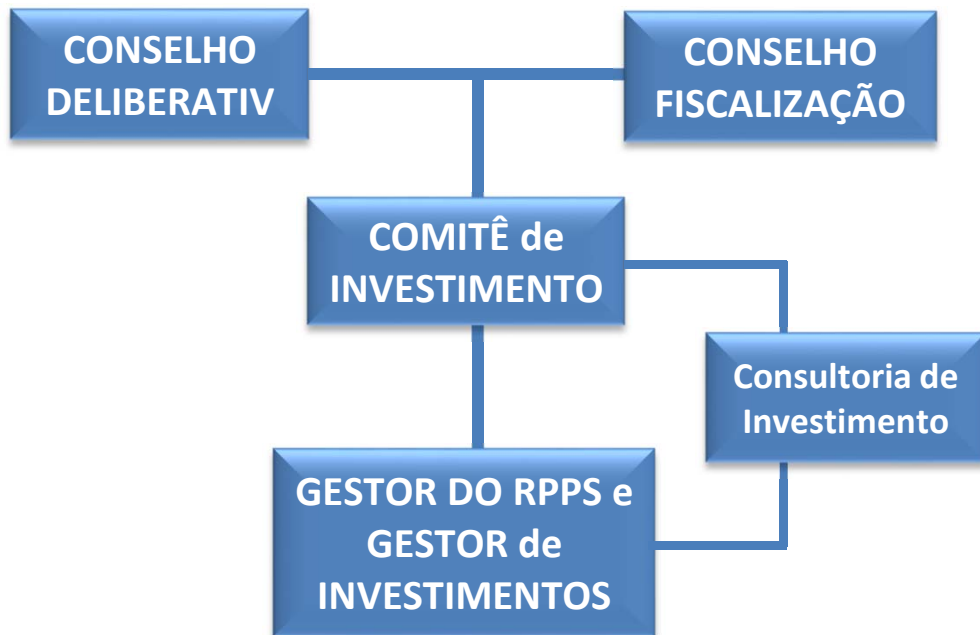 CONSELHO
DELIBERATIV
CONSELHO
FISCALIZAÇÃO
COMITÊ de
INVESTIMENTO
Consultoria de
Investimento
GESTOR DO RPPS e
GESTOR de
INVESTIMENTOS